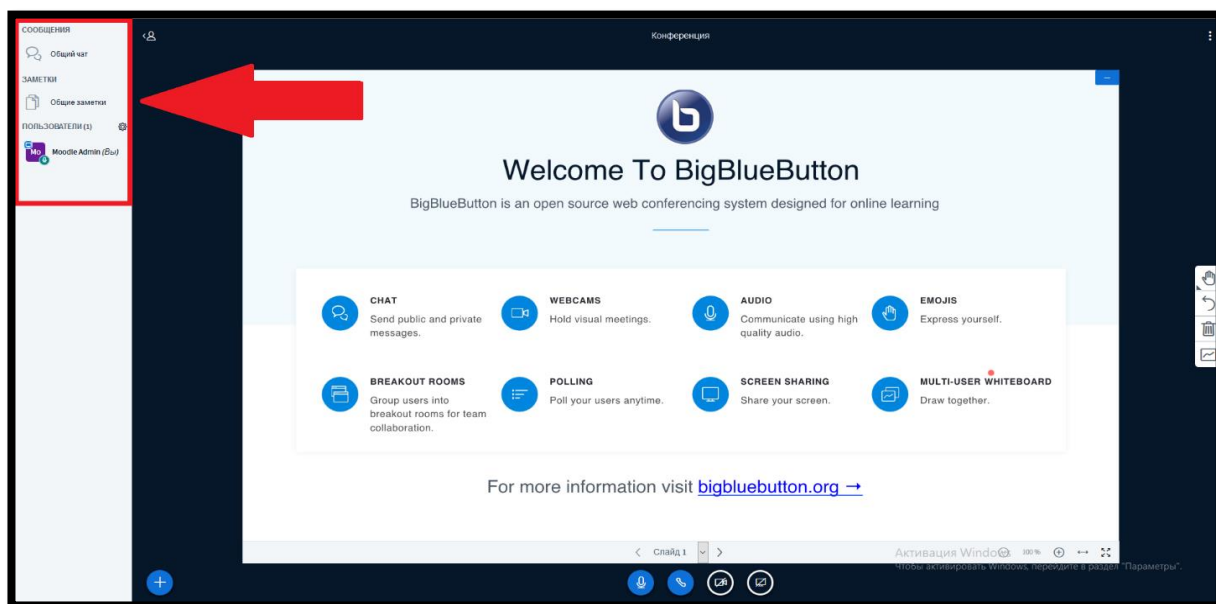 СООБЩЕНИЯ
Общий чат
ЗАМЕТКИ
Общие заметки
ПОЛЬЗОВАТЕЛИ (1)
Mo
Moodle Admin (Вы)
Конференция
b
Welcome To BigBlueButton
BigBlueButton is an open source web conferencing system designed for online learning
CHAT
Send public and private
messages.
WEBCAMS
Hold visual meetings.
AUDIO
Communicate using high
quality audio.
EMOJIS
Express yourself.
BREAKOUT ROOMS
Group users into
breakout rooms for team
collaboration.
POLLING
Poll your users anytime.
SCREEN SHARING
Share your screen.
MULTI-USER WHITEBOARD
Draw together.
For more information visit bigbluebutton.org →
Слайд 1
100%
Активация Windows
Чтобы активировать Windows, перейдите в раздел "Параметры".